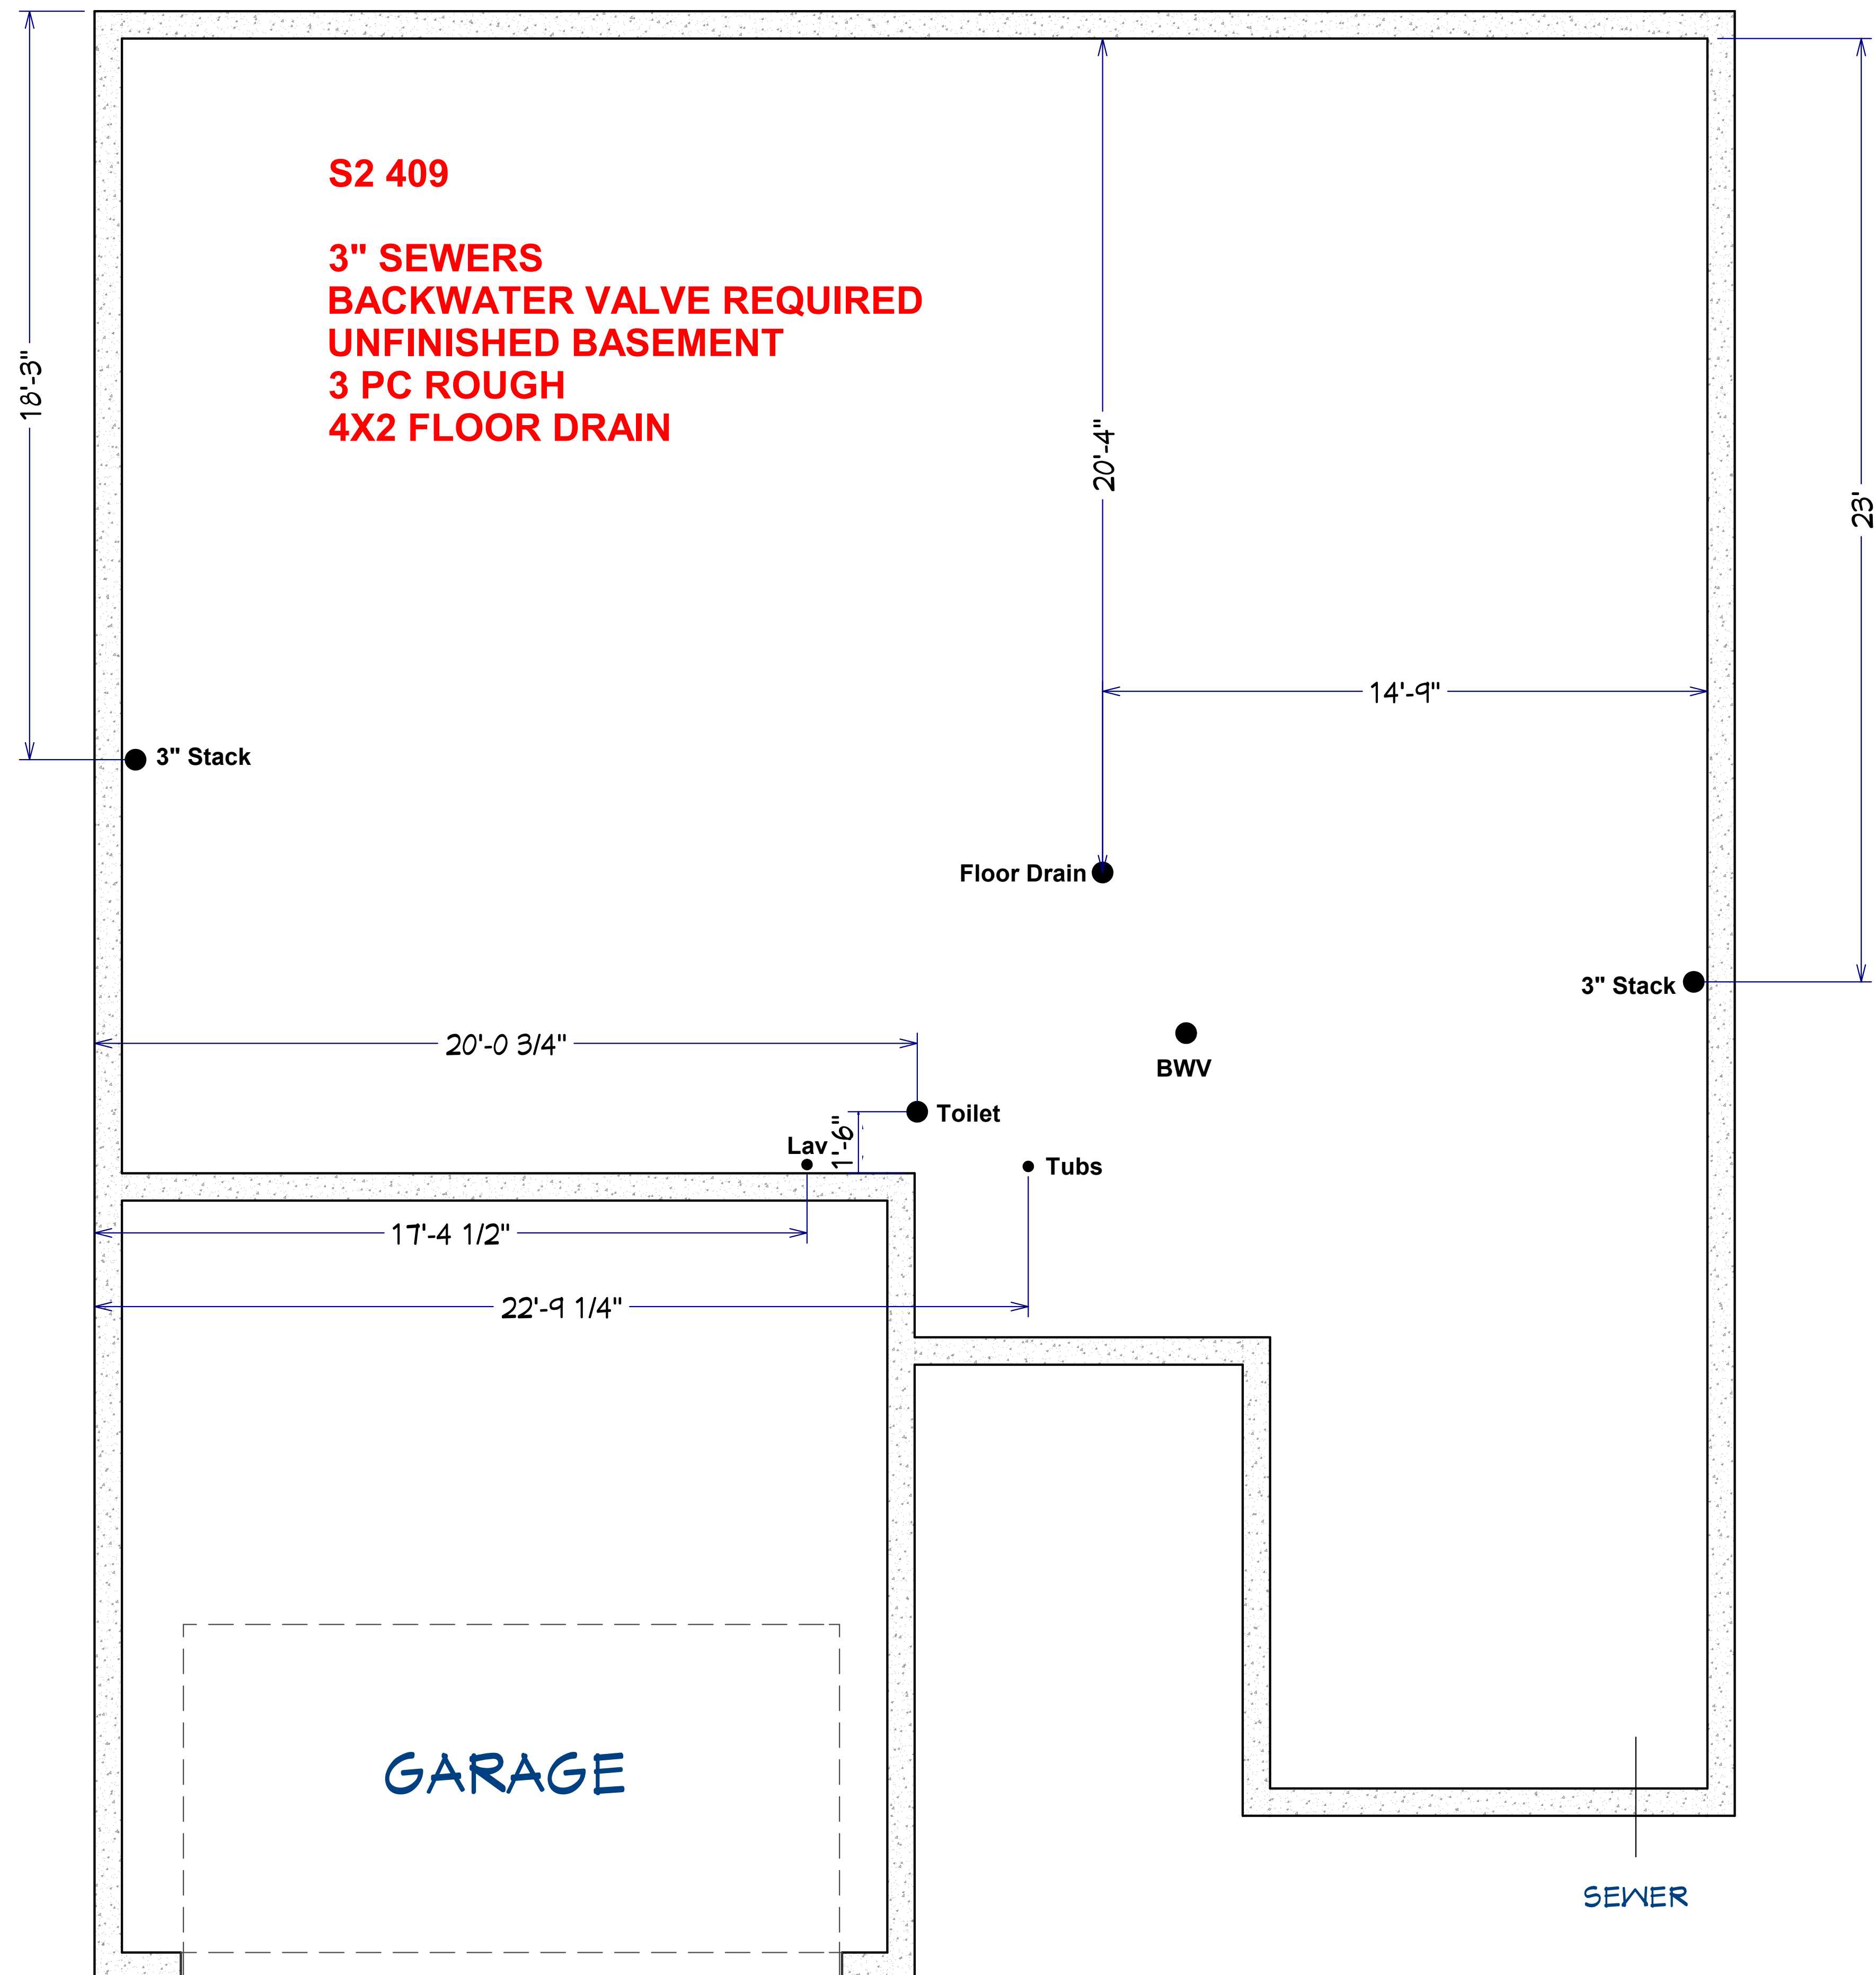 S2 409
3" SEWERS
BACKWATER VALVE REQUIRED
UNFINISHED BASEMENT
3 PC ROUGH
4X2 FLOOR DRAIN
18'-3"
20'-4"
23'
14'-9"
3" Stack
Floor Drain
3" Stack
20'-0 3/4"
BWV
Toilet
1'-6"
Lav
Tubs
17'-4 1/2"
22'-9 1/4"
GARAGE
SEWER